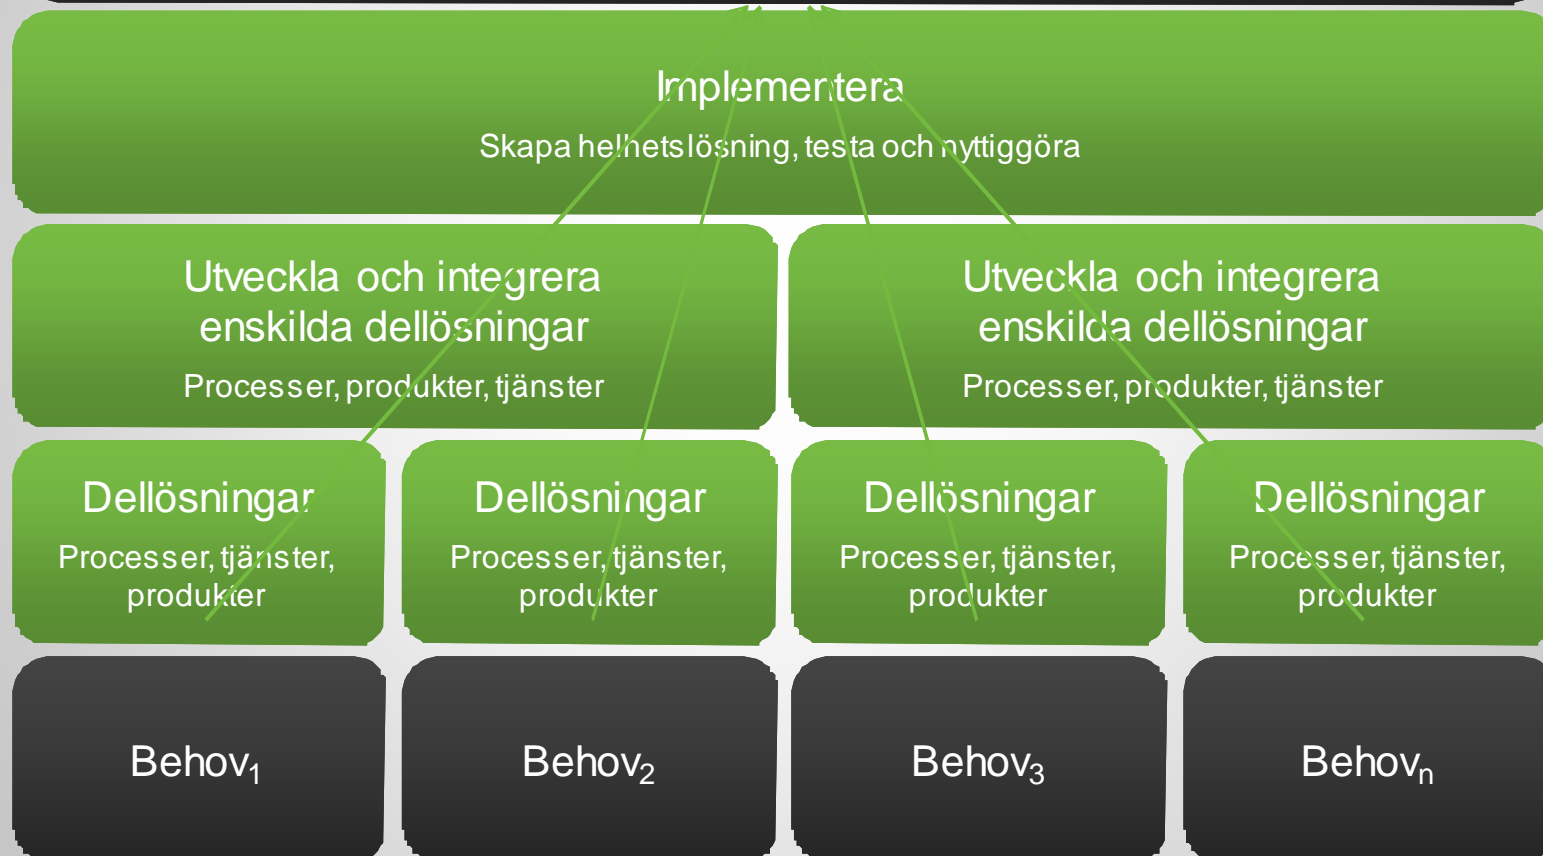 Implementera
Skapa helhetslösning, testa och nyttiggöra
Utveckla och integrera
enskilda dellösningar
Processer, produkter, tjänster
Utveckla och integrera
enskilda dellösningar
Processer, produkter, tjänster
Dellösningar
Processer, tjänster,
produkter
Dellösningar
Processer, tjänster,
produkter
Dellösningar
Processer, tjänster,
produkter
Dellösningar
Processer, tjänster,
produkter
Behov₁
Behov₂
Behov₃
Behovₙ